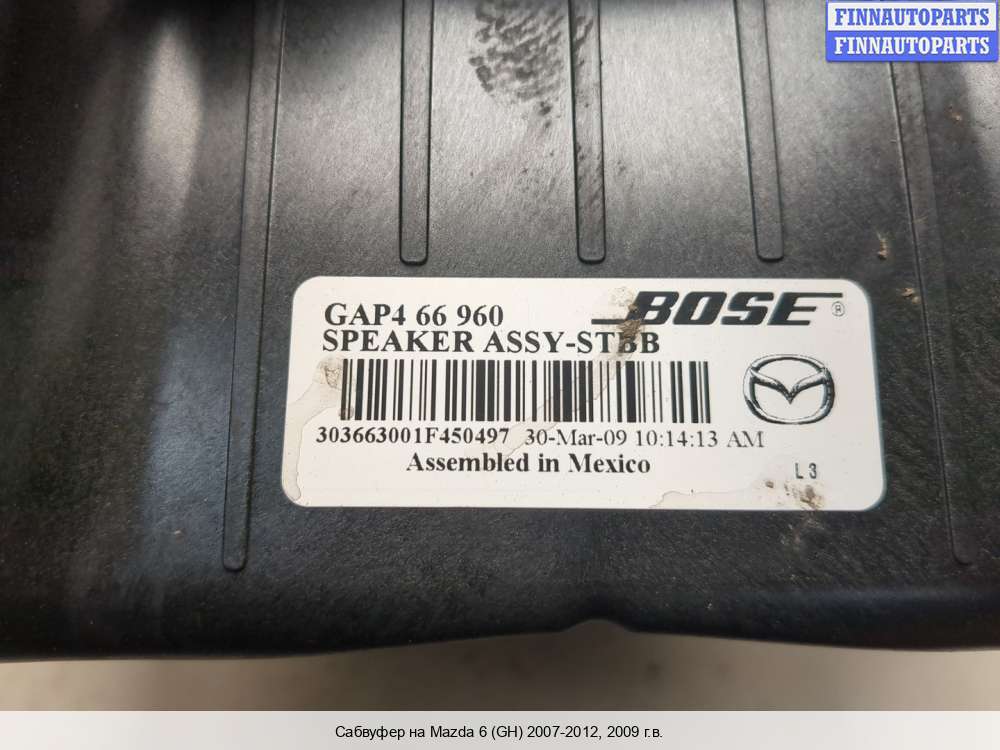 FINNAUTOPARTS
FINNAUTOPARTS
GAP4 66 960
BOSE ®
SPEAKER ASSY-STBB
303663001F450497 30-Mar-09 10:14:13 AM
Assembled in Mexico
L3
Сабвуфер на Mazda 6 (GH) 2007-2012, 2009 г.в.